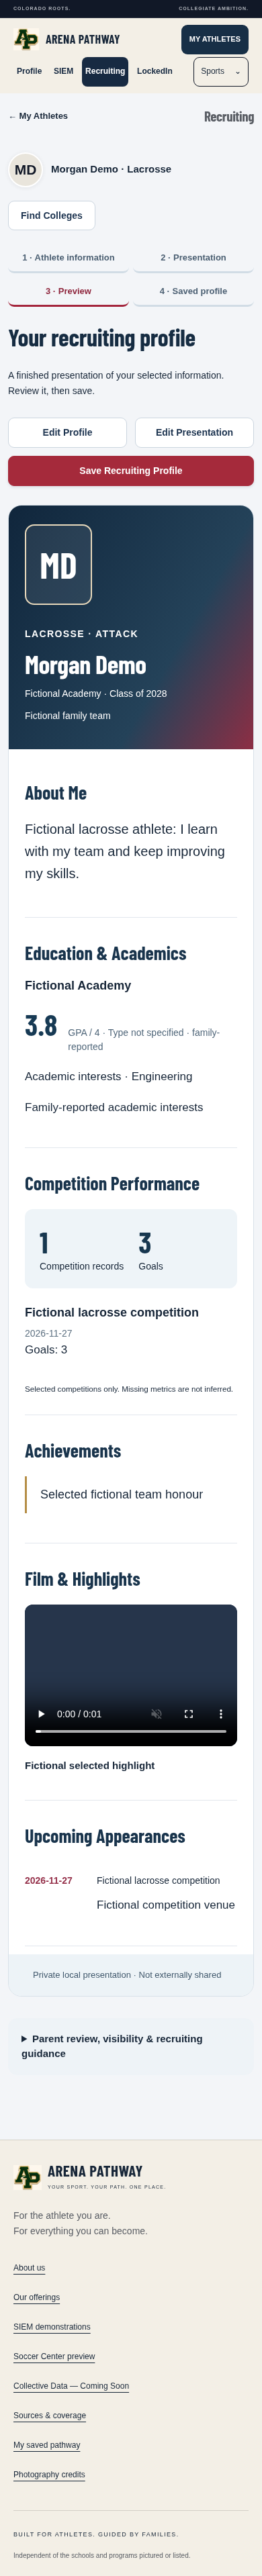 COLORADO ROOTS.
COLLEGIATE AMBITION.
AP
ARENA PATHWAY
MY ATHLETES
Profile
SIEM
Recruiting
LockedIn
Sports
← My Athletes
Recruiting
MD
Morgan Demo · Lacrosse
Find Colleges
1 · Athlete information
2 · Presentation
3 · Preview
4 · Saved profile
Your recruiting profile
A finished presentation of your selected information.
Review it, then save.
Edit Profile
Edit Presentation
Save Recruiting Profile
MD
LACROSSE · ATTACK
Morgan Demo
Fictional Academy · Class of 2028
Fictional family team
About Me
Fictional lacrosse athlete: I learn
with my team and keep improving
my skills.
Education & Academics
Fictional Academy
3.8
GPA / 4 · Type not specified · family-
reported
Academic interests · Engineering
Family-reported academic interests
Competition Performance
1
3
Competition records
Goals
Fictional lacrosse competition
2026-11-27
Goals: 3
Selected competitions only. Missing metrics are not inferred.
Achievements
Selected fictional team honour
Film & Highlights
0:00 / 0:01
Fictional selected highlight
Upcoming Appearances
2026-11-27
Fictional lacrosse competition
Fictional competition venue
Private local presentation · Not externally shared
Parent review, visibility & recruiting
guidance
AP
ARENA PATHWAY
YOUR SPORT. YOUR PATH. ONE PLACE.
For the athlete you are.
For everything you can become.
About us
Our offerings
SIEM demonstrations
Soccer Center preview
Collective Data — Coming Soon
Sources & coverage
My saved pathway
Photography credits
BUILT FOR ATHLETES. GUIDED BY FAMILIES.
Independent of the schools and programs pictured or listed.